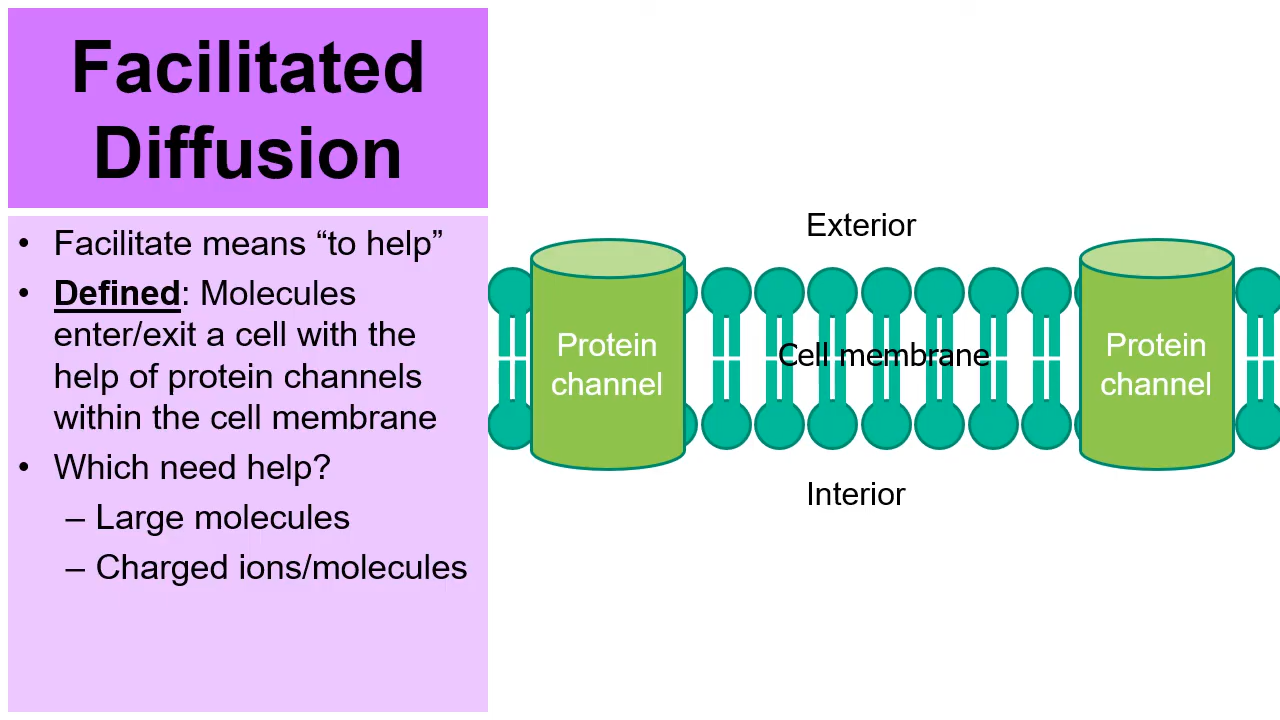 Facilitated
Diffusion
• Facilitate means “to help”
• Defined: Molecules
enter/exit a cell with the
help of protein channels
within the cell membrane
• Which need help?
– Large molecules
– Charged ions/molecules
Exterior
Protein
channel
Cell membrane
Protein
channel
Interior